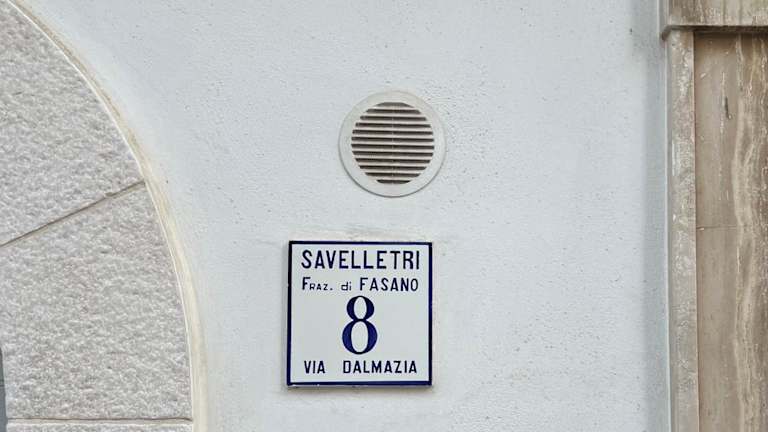 SAVELLETRI
FRAZ. di FASANO
8
VIA DALMAZIA